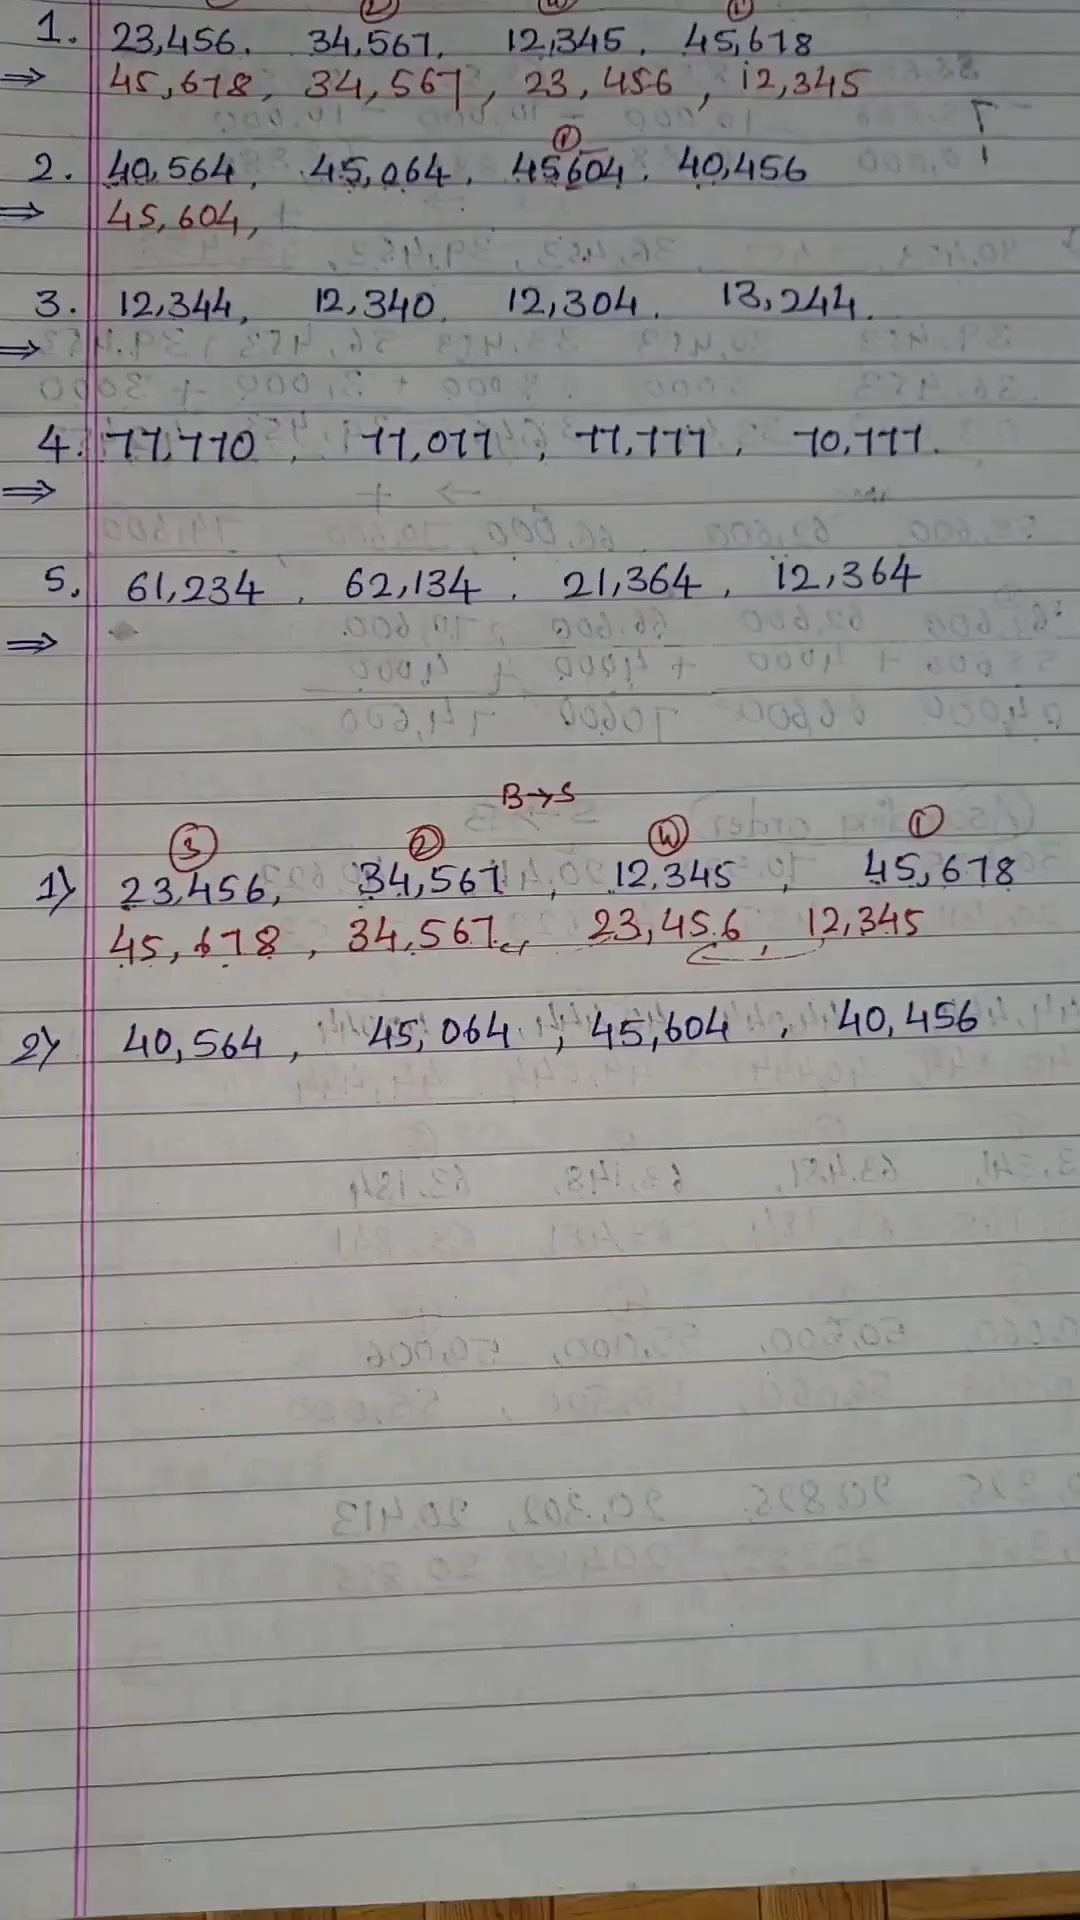 1. 23,456, 34,567, 12,345, 45,678
⇒ 45,678, 34,567, 23,456, 12,345
①
2. 40,564, 45,064, 45604, 40,456
⇒ 45,604,
3. 12,344, 12,340, 12,304, 13,244.
⇒
4. 77,770, 77,077, 77,777, 70,777.
⇒
5. 61,234, 62,134, 21,364, 12,364
⇒
B→S
③ ② ④ ①
1) 23,456, 34,567, 12,345, 45,678
45,678, 34,567, 23,456, 12,345
2) 40,564, 45,064, 45,604, 40,456